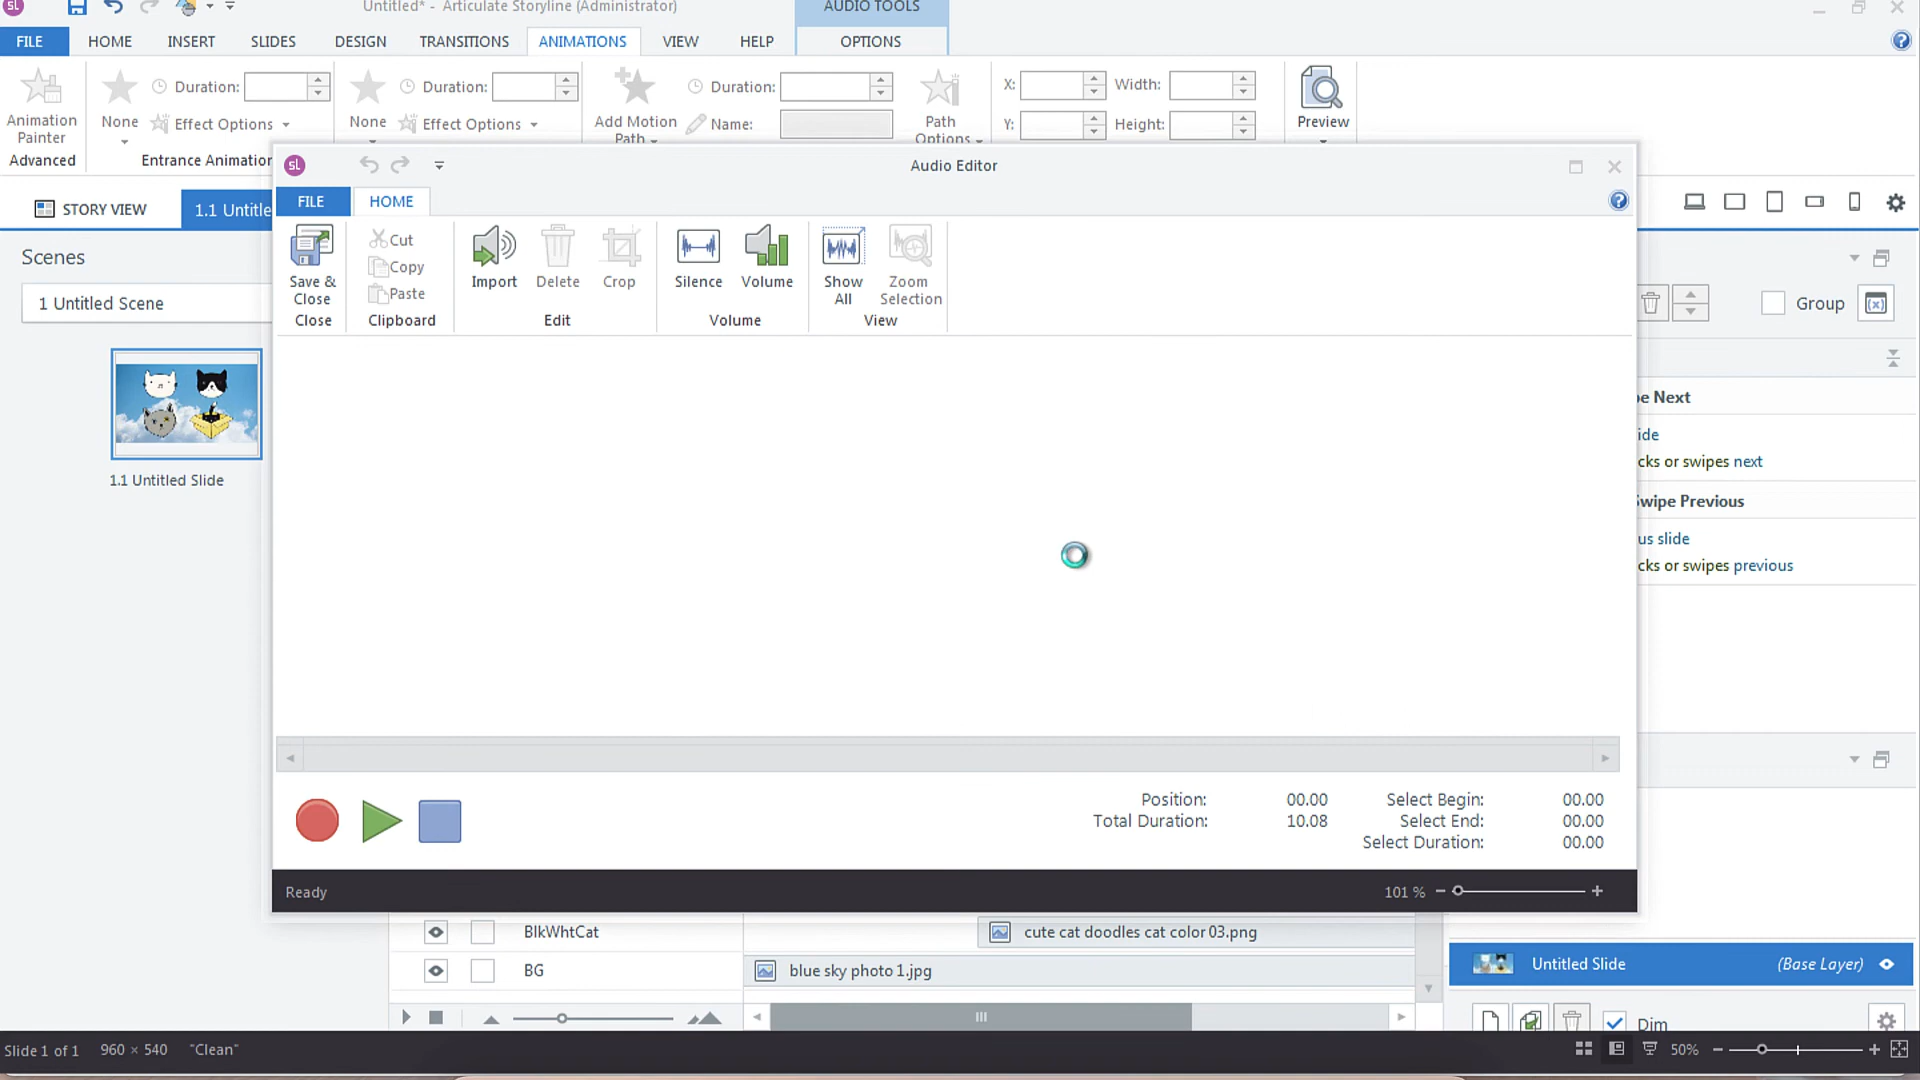 sl
Untitled* - Articulate Storyline (Administrator)
AUDIO TOOLS
FILE
HOME
INSERT
SLIDES
DESIGN
TRANSITIONS
ANIMATIONS
VIEW
HELP
OPTIONS
Animation
Painter
Advanced
None
Duration:
Effect Options
Entrance Animation
None
Duration:
Effect Options
Add Motion
Path
Duration:
Name:
Path
Options
X:
Y:
Width:
Height:
Preview
sl
Audio Editor
FILE
HOME
Save &
Close
Close
Cut
Copy
Paste
Clipboard
Import
Delete
Crop
Edit
Silence
Volume
Volume
Show
All
Zoom
Selection
View
STORY VIEW
1.1 Untitle
Scenes
1 Untitled Scene
1.1 Untitled Slide
Group
(x)
be Next
ide
cks or swipes next
Swipe Previous
us slide
cks or swipes previous
Position: 00.00
Total Duration: 10.08
Select Begin: 00.00
Select End: 00.00
Select Duration: 00.00
Ready
101 %
BlkWhtCat
cute cat doodles cat color 03.png
BG
blue sky photo 1.jpg
Untitled Slide
(Base Layer)
Dim
Slide 1 of 1
960 × 540
"Clean"
50%